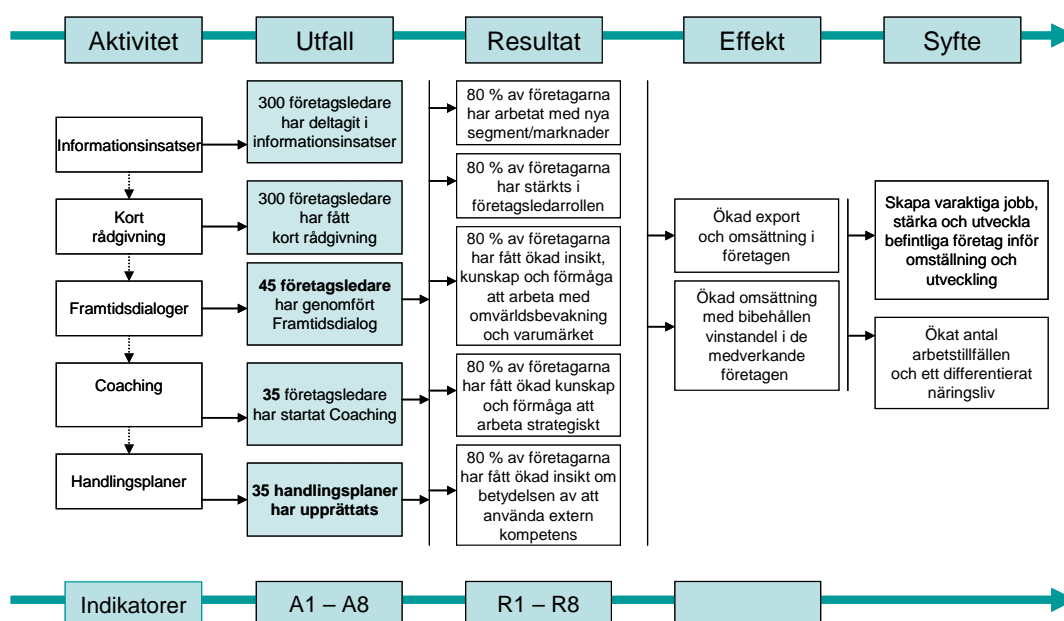 Aktivitet
Utfall
Resultat
Effekt
Syfte
Informationsinsatser
Kort
rådgivning
Framtidsdialoger
Coaching
Handlingsplaner
300 företagsledare
har deltagit i
informationsinsatser
300 företagsledare
har fått
kort rådgivning
45 företagsledare
har genomfört
Framtidsdialog
35 företagsledare
har startat Coaching
35 handlingsplaner
har upprättats
80 % av företagarna
har arbetat med nya
segment/marknader
80 % av företagarna
har stärkts i
företagsledarrollen
80 % av företagarna
har fått ökad insikt,
kunskap och förmåga
att arbeta med
omvärldsbevakning
och varumärket
80 % av företagarna
har fått ökad kunskap
och förmåga att
arbeta strategiskt
80 % av företagarna
har fått ökad insikt om
betydelsen av att
använda extern
kompetens
Ökad export
och omsättning i
företagen
Ökad omsättning
med bibehållen
vinstandel i de
medverkande
företagen
Skapa varaktiga jobb,
stärka och utveckla
befintliga företag inför
omställning och
utveckling
Ökat antal
arbetstillfällen
och ett differentierat
näringsliv
Indikatorer
A1 – A8
R1 – R8